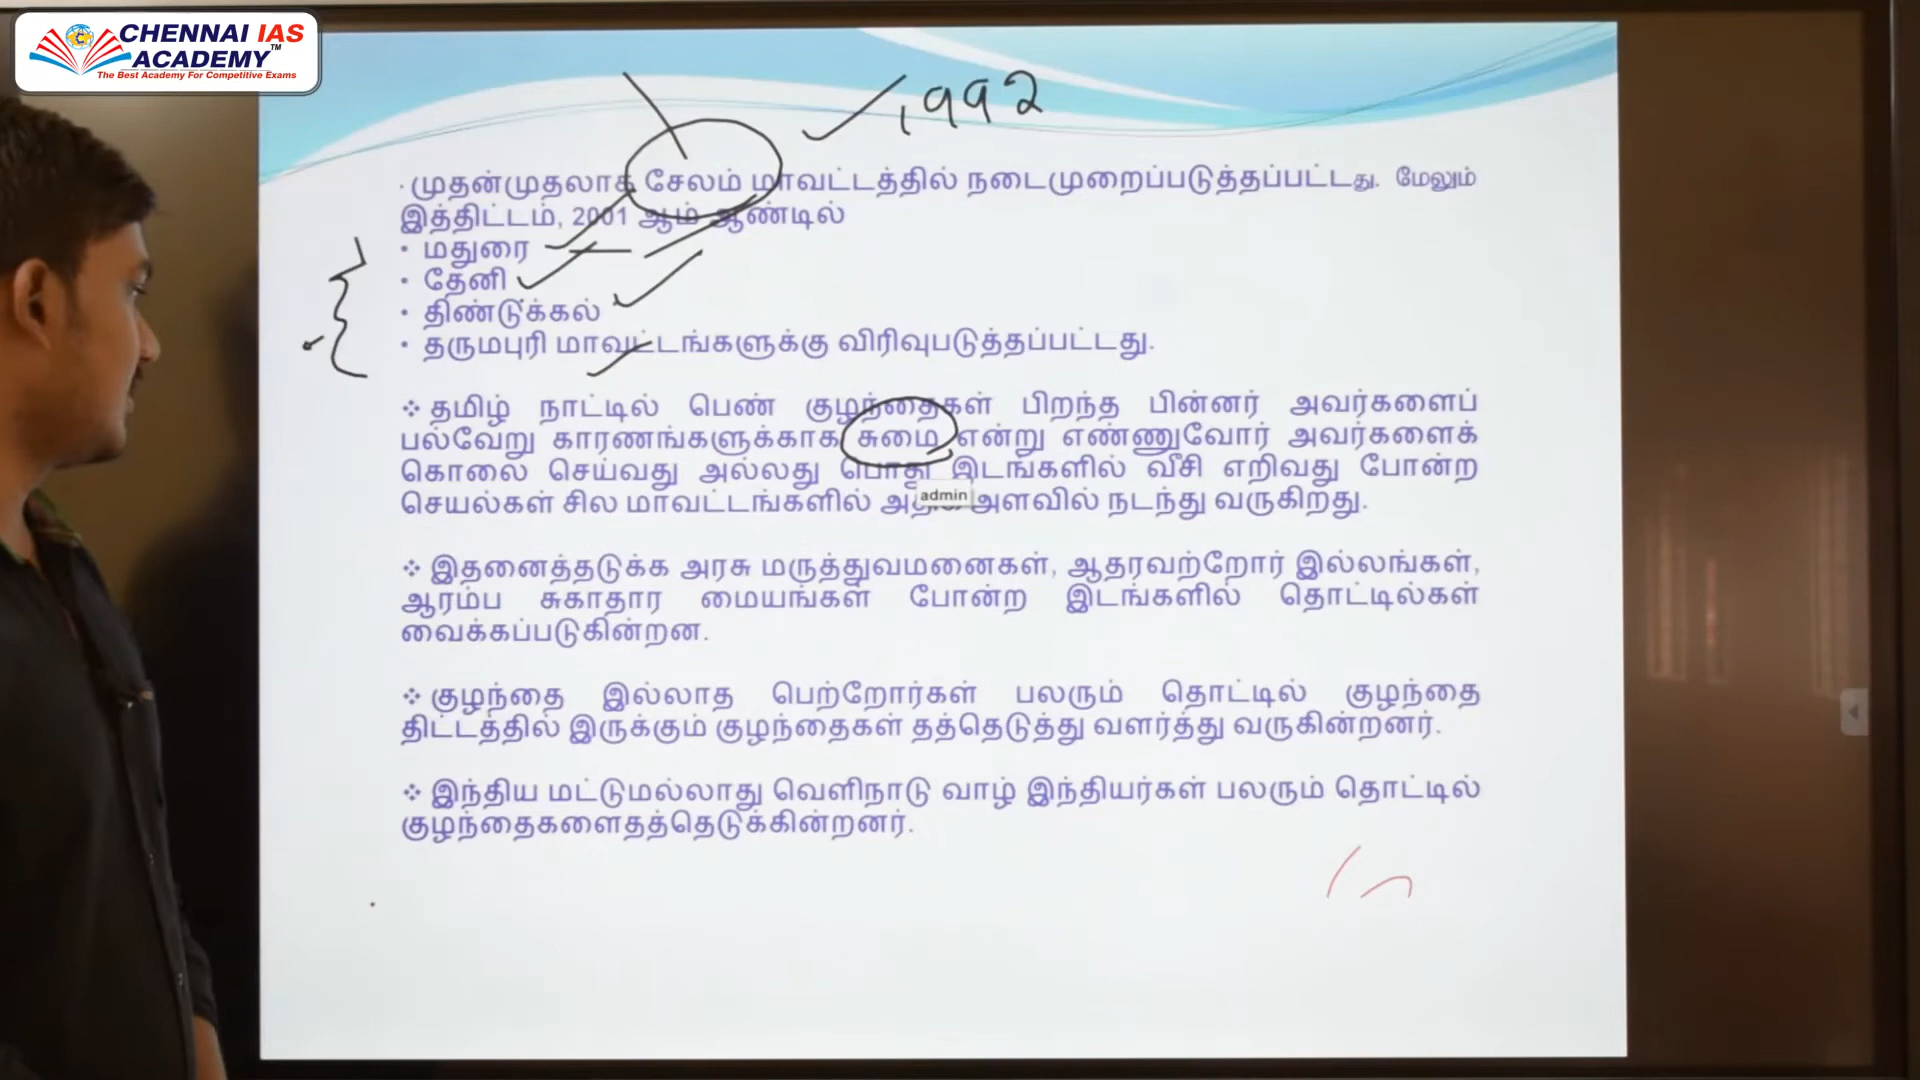 CHENNAI IAS
ACADEMY™
The Best Academy For Competitive Exams
1992
முதன்முதலாக சேலம் மாவட்டத்தில் நடைமுறைப்படுத்தப்பட்டது. மேலும்
இத்திட்டம், 2001 ஆம் ஆண்டில்
• மதுரை
• தேனி
• திண்டுக்கல்
• தருமபுரி மாவட்டங்களுக்கு விரிவுபடுத்தப்பட்டது.
❖ தமிழ் நாட்டில் பெண் குழந்தைகள் பிறந்த பின்னர் அவர்களைப்
பல்வேறு காரணங்களுக்காக சுமை என்று எண்ணுவோர் அவர்களைக்
கொலை செய்வது அல்லது பொது இடங்களில் வீசி எறிவது போன்ற
செயல்கள் சில மாவட்டங்களில் அளவில் நடந்து வருகிறது.
admin
❖ இதனைத்தடுக்க அரசு மருத்துவமனைகள், ஆதரவற்றோர் இல்லங்கள்,
ஆரம்ப சுகாதார மையங்கள் போன்ற இடங்களில் தொட்டில்கள்
வைக்கப்படுகின்றன.
❖ குழந்தை இல்லாத பெற்றோர்கள் பலரும் தொட்டில் குழந்தை
திட்டத்தில் இருக்கும் குழந்தைகள் தத்தெடுத்து வளர்த்து வருகின்றனர்.
❖ இந்திய மட்டுமல்லாது வெளிநாடு வாழ் இந்தியர்கள் பலரும் தொட்டில்
குழந்தைகளைதத்தெடுக்கின்றனர்.